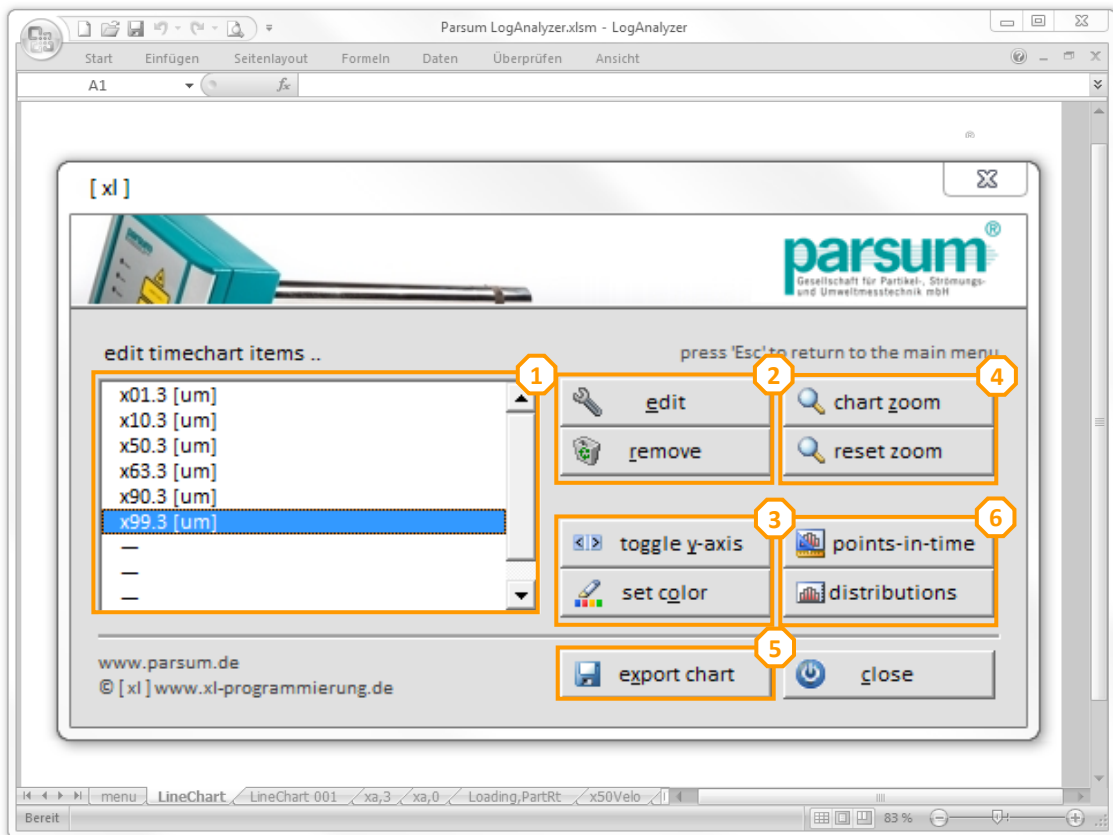 Parsum LogAnalyzer.xlsm - LogAnalyzer
Start Einfügen Seitenlayout Formeln Daten Überprüfen Ansicht
A1 fx
[ xl ]
parsum®
Gesellschaft für Partikel-, Strömungs-
und Umweltmesstechnik mbH
edit timechart items ..
press 'Esc' to return to the main menu
1
x01.3 [um]
x10.3 [um]
x50.3 [um]
x63.3 [um]
x90.3 [um]
x99.3 [um]
—
—
—
2
edit
remove
4
chart zoom
reset zoom
3
toggle y-axis
set color
6
points-in-time
distributions
5
export chart
close
www.parsum.de
© [ xl ] www.xl-programmierung.de
menu LineChart LineChart 001 xa,3 xa,0 Loading,PartRt x50Velo
Bereit 83 %